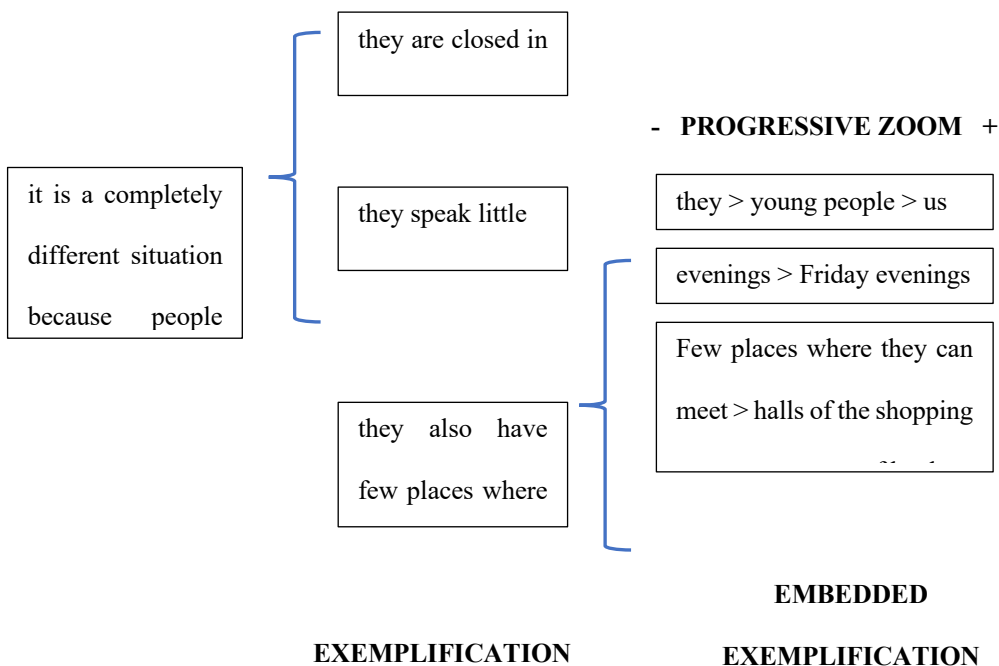 they are closed in
- PROGRESSIVE ZOOM +
it is a completely
different situation
because people
they speak little
they > young people > us
evenings > Friday evenings
Few places where they can
meet > halls of the shopping
they also have
few places where
EMBEDDED
EXEMPLIFICATION
EXEMPLIFICATION